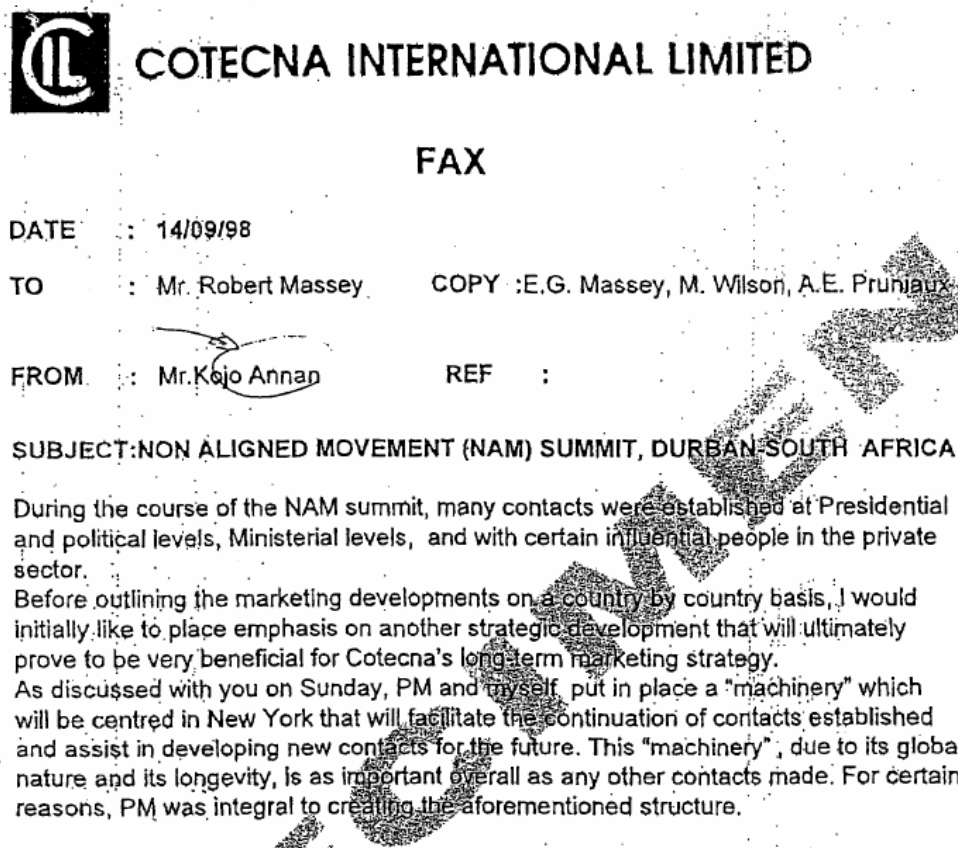 CIL COTECNA INTERNATIONAL LIMITED
FAX
DATE : 14/09/98
TO : Mr. Robert Massey COPY :E.G. Massey, M. Wilson, A.E. Pruniaux
FROM : Mr.Kojo Annan REF :
SUBJECT:NON ALIGNED MOVEMENT (NAM) SUMMIT, DURBAN-SOUTH AFRICA
During the course of the NAM summit, many contacts were established at Presidential
and political levels, Ministerial levels, and with certain influential people in the private
sector.
Before outlining the marketing developments on a country by country basis, I would
initially like to place emphasis on another strategic development that will ultimately
prove to be very beneficial for Cotecna's long-term marketing strategy.
As discussed with you on Sunday, PM and myself put in place a "machinery" which
will be centred in New York that will facilitate the continuation of contacts established
and assist in developing new contacts for the future. This "machinery", due to its globa
nature and its longevity, is as important overall as any other contacts made. For certain
reasons, PM was integral to creating the aforementioned structure.
CIMEN